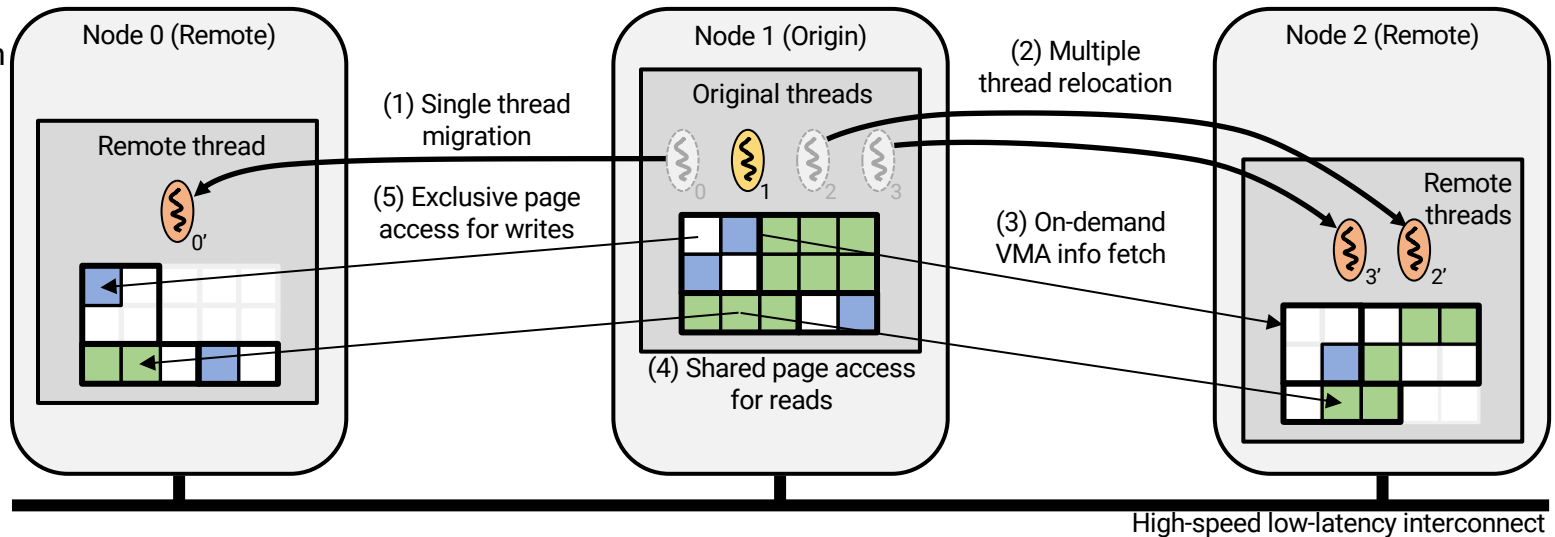 n
Node 0 (Remote)
Remote thread
0’
(1) Single thread
migration
(5) Exclusive page
access for writes
Node 1 (Origin)
Original threads
0
1
2
3
(4) Shared page access
for reads
(2) Multiple
thread relocation
(3) On-demand
VMA info fetch
Node 2 (Remote)
Remote
threads
3’
2’
High-speed low-latency interconnect